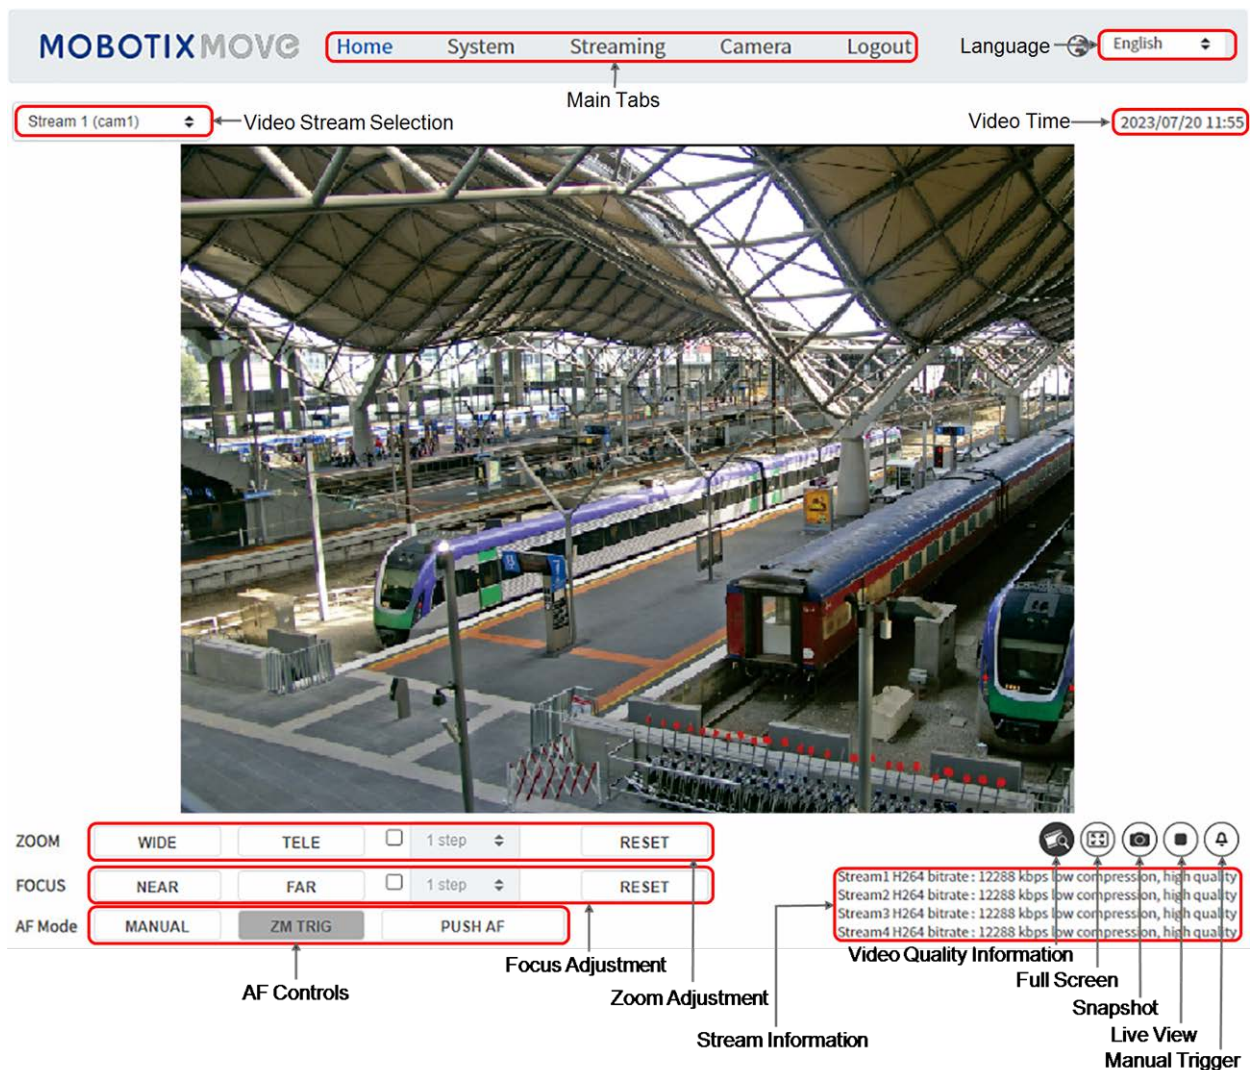 MOBOTIX MOVE Home System Streaming Camera Logout Language English
Main Tabs
Stream 1 (cam1) Video Stream Selection Video Time 2023/07/20 11:55
ZOOM WIDE TELE 1 step RESET
FOCUS NEAR FAR 1 step RESET
AF Mode MANUAL ZM TRIG PUSH AF
Stream1 H264 bitrate : 12288 kbps low compression, high quality
Stream2 H264 bitrate : 12288 kbps low compression, high quality
Stream3 H264 bitrate : 12288 kbps low compression, high quality
Stream4 H264 bitrate : 12288 kbps low compression, high quality
AF Controls
Focus Adjustment
Zoom Adjustment
Stream Information
Video Quality Information
Full Screen
Snapshot
Live View
Manual Trigger